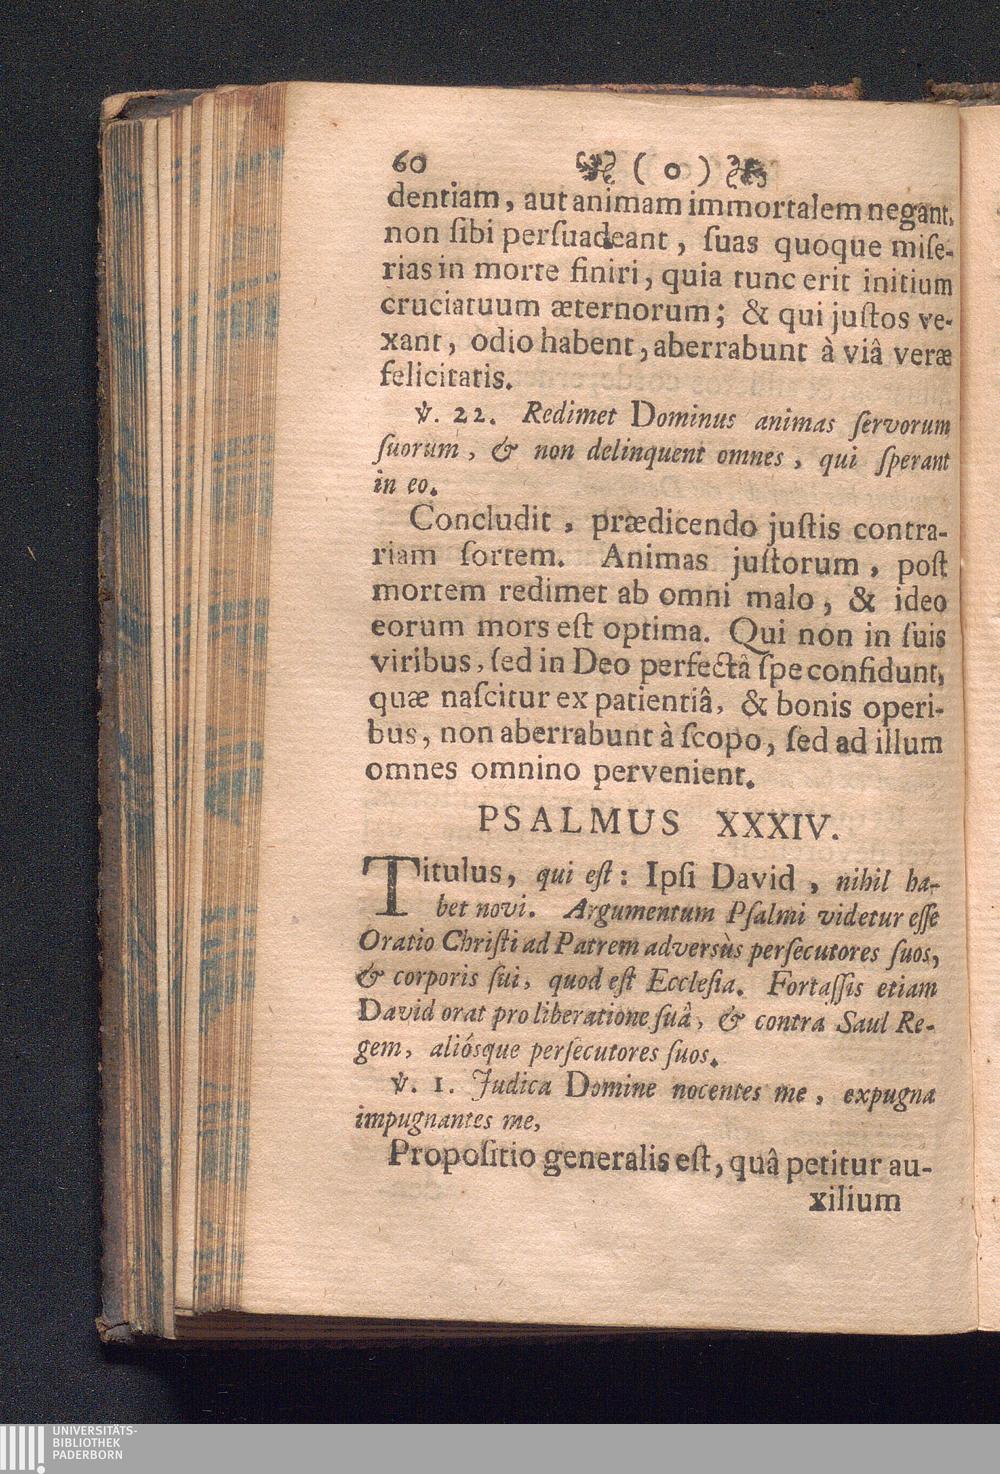 60 ( o )
dentiam, aut animam immortalem negant,
non ſibi perſuadeant, ſuas quoque miſe-
rias in morte finiri, quia tunc erit initium
cruciatuum æternorum; & qui juſtos ve-
xant, odio habent, aberrabunt à viâ veræ
felicitatis.
℣. 22. Redimet Dominus animas ſervorum
ſuorum, & non delinquent omnes, qui ſperant
in eo.
Concludit, prædicendo juſtis contra-
riam ſortem. Animas juſtorum, poſt
mortem redimet ab omni malo, & ideo
eorum mors eſt optima. Qui non in ſuis
viribus, ſed in Deo perfectâ ſpe confidunt,
quæ naſcitur ex patientiâ, & bonis operi-
bus, non aberrabunt à ſcopo, ſed ad illum
omnes omnino pervenient.
PSALMUS XXXIV.
Titulus, qui eſt: Ipſi David, nihil ha-
bet novi. Argumentum Pſalmi videtur eſſe
Oratio Chriſti ad Patrem adversùs perſecutores ſuos,
& corporis ſui, quod eſt Eccleſia. Fortaſſis etiam
David orat pro liberatione ſuâ, & contra Saul Re-
gem, aliósque perſecutores ſuos.
℣. 1. Judica Domine nocentes me, expugna
impugnantes me,
Propoſitio generalis eſt, quâ petitur au-
xilium
UNIVERSITÄTS-
BIBLIOTHEK
PADERBORN